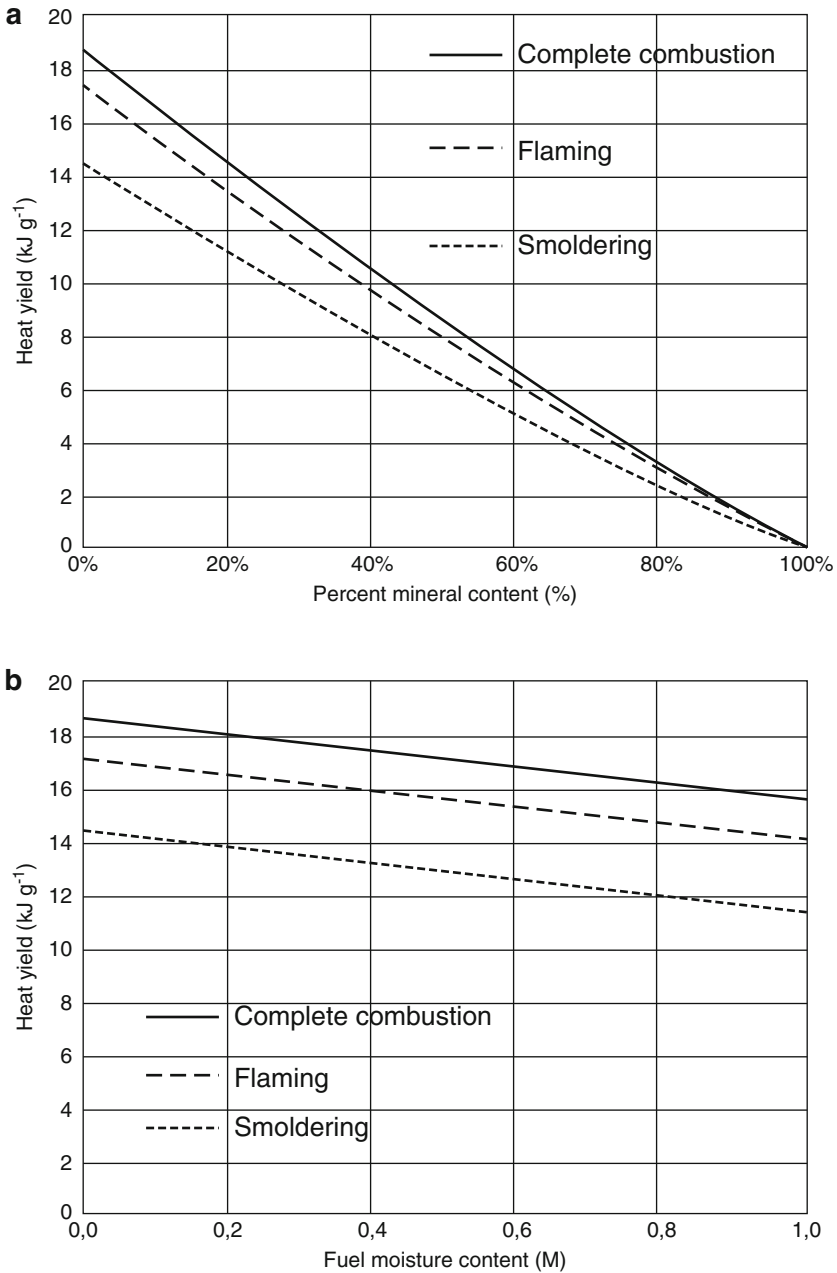 a
20
18
16
14
12
10
8
6
4
2
0
Heat yield (kJ g-1)
Complete combustion
Flaming
Smoldering
0% 20% 40% 60% 80% 100%
Percent mineral content (%)
b
20
18
16
14
12
10
8
6
4
2
0
Heat yield (kJ g-1)
Complete combustion
Flaming
Smoldering
0,0 0,2 0,4 0,6 0,8 1,0
Fuel moisture content (M)